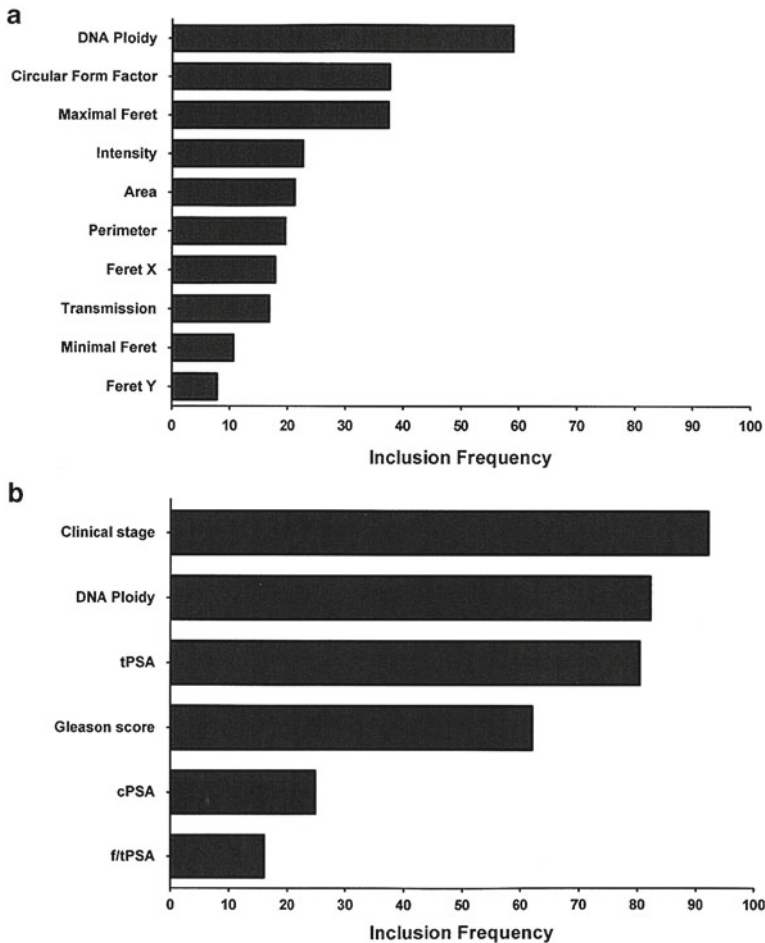 a
DNA Ploidy
Circular Form Factor
Maximal Feret
Intensity
Area
Perimeter
Feret X
Transmission
Minimal Feret
Feret Y
0 10 20 30 40 50 60 70 80 90 100
Inclusion Frequency
b
Clinical stage
DNA Ploidy
tPSA
Gleason score
cPSA
f/tPSA
0 10 20 30 40 50 60 70 80 90 100
Inclusion Frequency